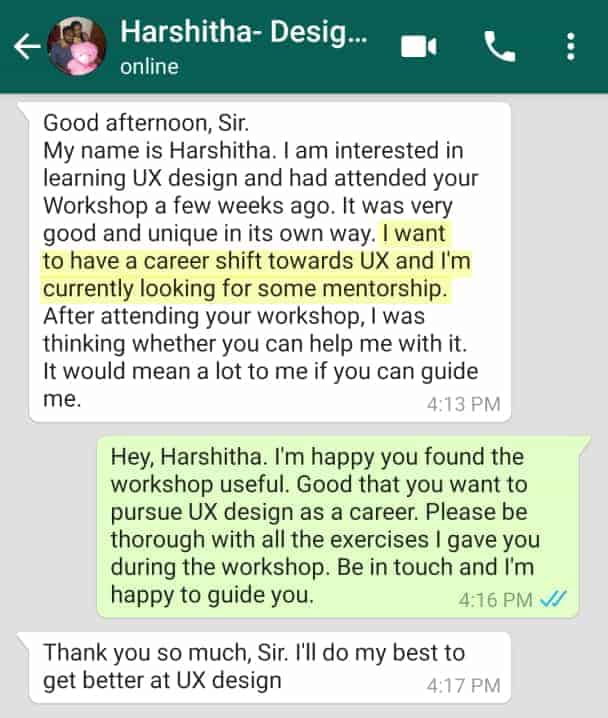 Harshitha- Desig...
online
Good afternoon, Sir.
My name is Harshitha. I am interested in
learning UX design and had attended your
Workshop a few weeks ago. It was very
good and unique in its own way. I want
to have a career shift towards UX and I'm
currently looking for some mentorship.
After attending your workshop, I was
thinking whether you can help me with it.
It would mean a lot to me if you can guide
me.
4:13 PM
Hey, Harshitha. I'm happy you found the
workshop useful. Good that you want to
pursue UX design as a career. Please be
thorough with all the exercises I gave you
during the workshop. Be in touch and I'm
happy to guide you.
4:16 PM
Thank you so much, Sir. I'll do my best to
get better at UX design
4:17 PM